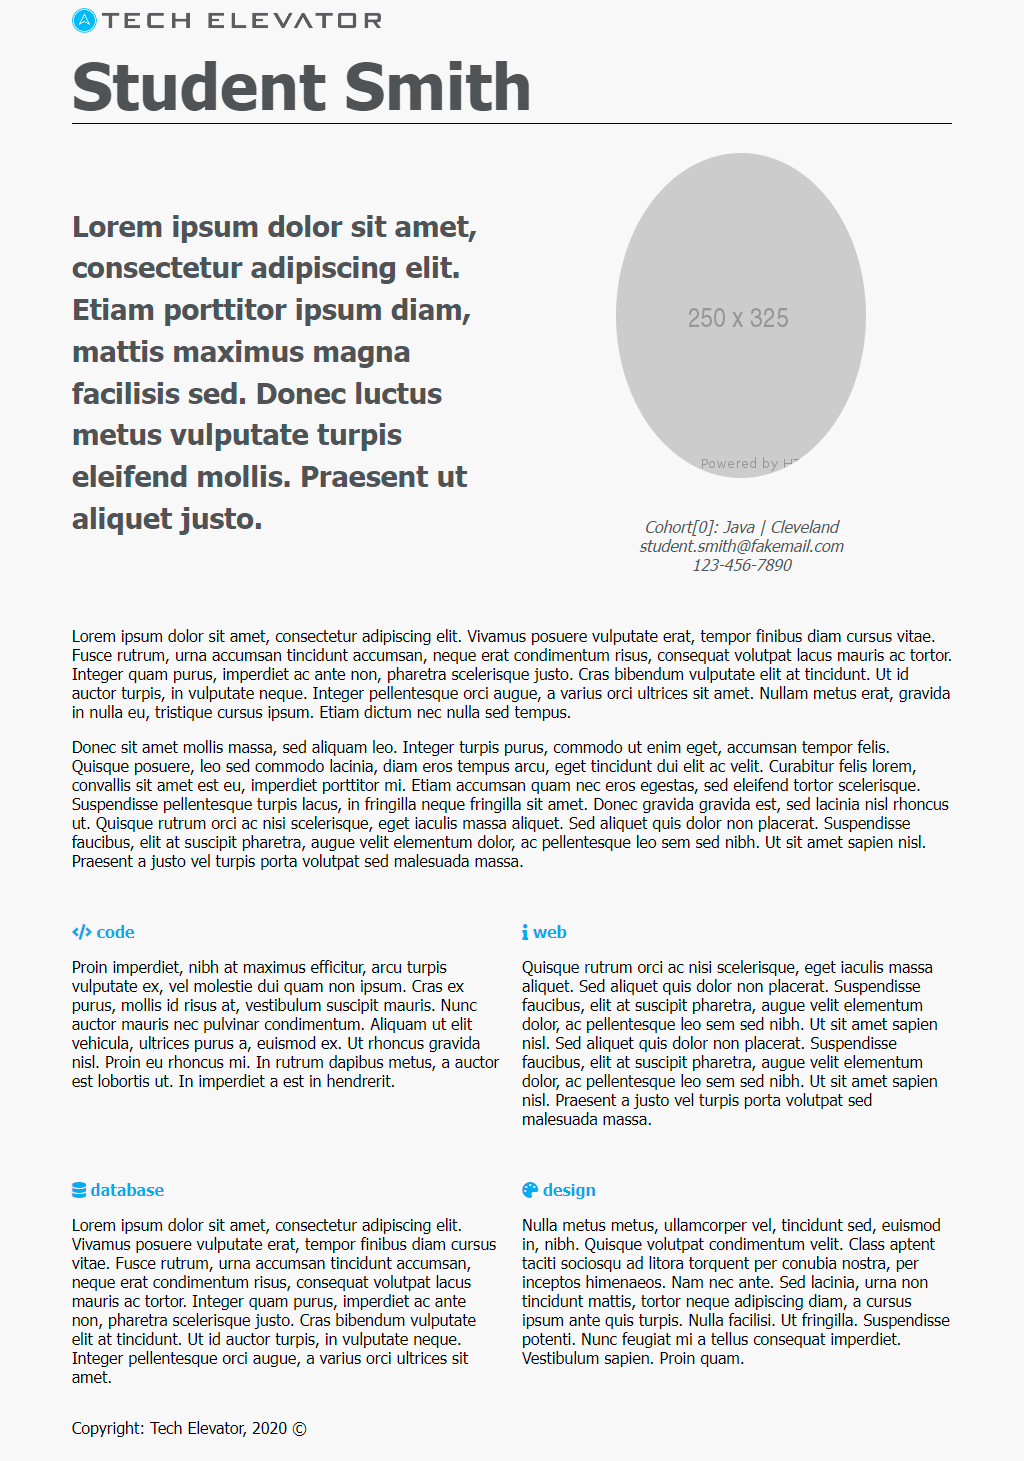 TECH ELEVATOR
Student Smith
Lorem ipsum dolor sit amet,
consectetur adipiscing elit.
Etiam porttitor ipsum diam,
mattis maximus magna
facilisis sed. Donec luctus
metus vulputate turpis
eleifend mollis. Praesent ut
aliquet justo.
250 x 325
Powered by
Cohort[0]: Java | Cleveland
student.smith@fakemail.com
123-456-7890
Lorem ipsum dolor sit amet, consectetur adipiscing elit. Vivamus posuere vulputate erat, tempor finibus diam cursus vitae.
Fusce rutrum, urna accumsan tincidunt accumsan, neque erat condimentum risus, consequat volutpat lacus mauris ac tortor.
Integer quam purus, imperdiet ac ante non, pharetra scelerisque justo. Cras bibendum vulputate elit at tincidunt. Ut id
auctor turpis, in vulputate neque. Integer pellentesque orci augue, a varius orci ultrices sit amet. Nullam metus erat, gravida
in nulla eu, tristique cursus ipsum. Etiam dictum nec nulla sed tempus.
Donec sit amet mollis massa, sed aliquam leo. Integer turpis purus, commodo ut enim eget, accumsan tempor felis.
Quisque posuere, leo sed commodo lacinia, diam eros tempus arcu, eget tincidunt dui elit ac velit. Curabitur felis lorem,
convallis sit amet est eu, imperdiet porttitor mi. Etiam accumsan quam nec eros egestas, sed eleifend tortor scelerisque.
Suspendisse pellentesque turpis lacus, in fringilla neque fringilla sit amet. Donec gravida gravida est, sed lacinia nisl rhoncus
ut. Quisque rutrum orci ac nisi scelerisque, eget iaculis massa aliquet. Sed aliquet quis dolor non placerat. Suspendisse
faucibus, elit at suscipit pharetra, augue velit elementum dolor, ac pellentesque leo sem sed nibh. Ut sit amet sapien nisl.
Praesent a justo vel turpis porta volutpat sed malesuada massa.
code
Proin imperdiet, nibh at maximus efficitur, arcu turpis
vulputate ex, vel molestie dui quam non ipsum. Cras ex
purus, mollis id risus at, vestibulum suscipit mauris. Nunc
auctor mauris nec pulvinar condimentum. Aliquam ut elit
vehicula, ultrices purus a, euismod ex. Ut rhoncus gravida
nisl. Proin eu rhoncus mi. In rutrum dapibus metus, a auctor
est lobortis ut. In imperdiet a est in hendrerit.
web
Quisque rutrum orci ac nisi scelerisque, eget iaculis massa
aliquet. Sed aliquet quis dolor non placerat. Suspendisse
faucibus, elit at suscipit pharetra, augue velit elementum
dolor, ac pellentesque leo sem sed nibh. Ut sit amet sapien
nisl. Sed aliquet quis dolor non placerat. Suspendisse
faucibus, elit at suscipit pharetra, augue velit elementum
dolor, ac pellentesque leo sem sed nibh. Ut sit amet sapien
nisl. Praesent a justo vel turpis porta volutpat sed
malesuada massa.
database
Lorem ipsum dolor sit amet, consectetur adipiscing elit.
Vivamus posuere vulputate erat, tempor finibus diam cursus
vitae. Fusce rutrum, urna accumsan tincidunt accumsan,
neque erat condimentum risus, consequat volutpat lacus
mauris ac tortor. Integer quam purus, imperdiet ac ante
non, pharetra scelerisque justo. Cras bibendum vulputate
elit at tincidunt. Ut id auctor turpis, in vulputate neque.
Integer pellentesque orci augue, a varius orci ultrices sit
amet.
design
Nulla metus metus, ullamcorper vel, tincidunt sed, euismod
in, nibh. Quisque volutpat condimentum velit. Class aptent
taciti sociosqu ad litora torquent per conubia nostra, per
inceptos himenaeos. Nam nec ante. Sed lacinia, urna non
tincidunt mattis, tortor neque adipiscing diam, a cursus
ipsum ante quis turpis. Nulla facilisi. Ut fringilla. Suspendisse
potenti. Nunc feugiat mi a tellus consequat imperdiet.
Vestibulum sapien. Proin quam.
Copyright: Tech Elevator, 2020 ©